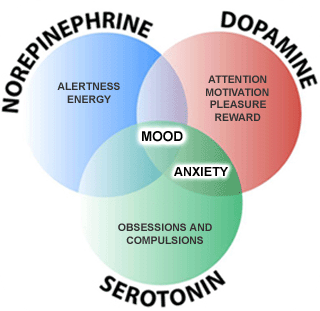 NOREPINEPHRINE
DOPAMINE
ALERTNESS
ENERGY
ATTENTION
MOTIVATION
PLEASURE
REWARD
MOOD
ANXIETY
OBSESSIONS AND
COMPULSIONS
SEROTONIN